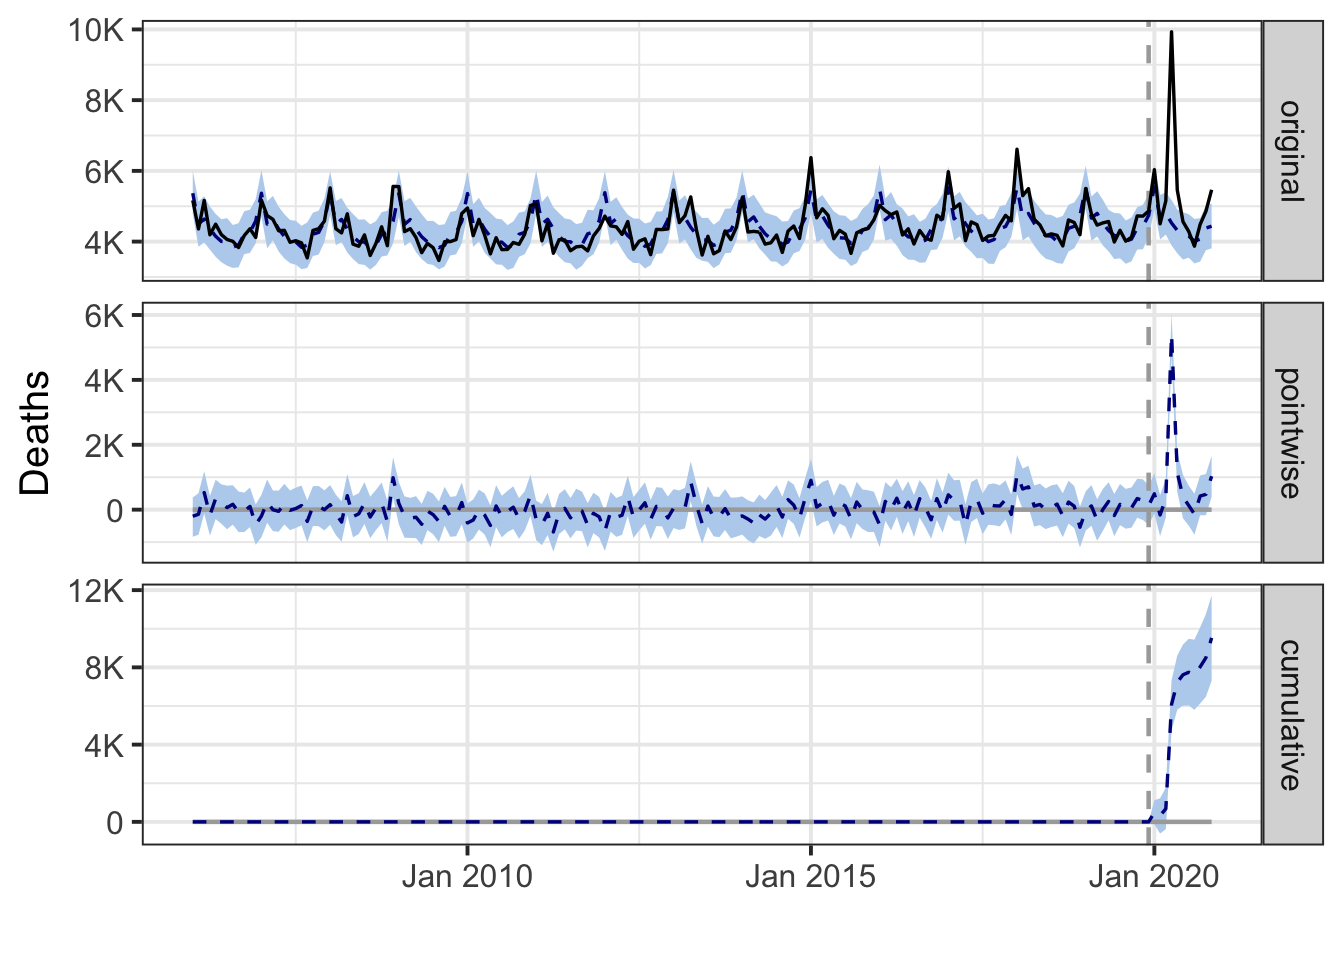 Deaths
10K
8K
6K
4K
original
6K
4K
2K
0
pointwise
12K
8K
4K
0
cumulative
Jan 2010
Jan 2015
Jan 2020